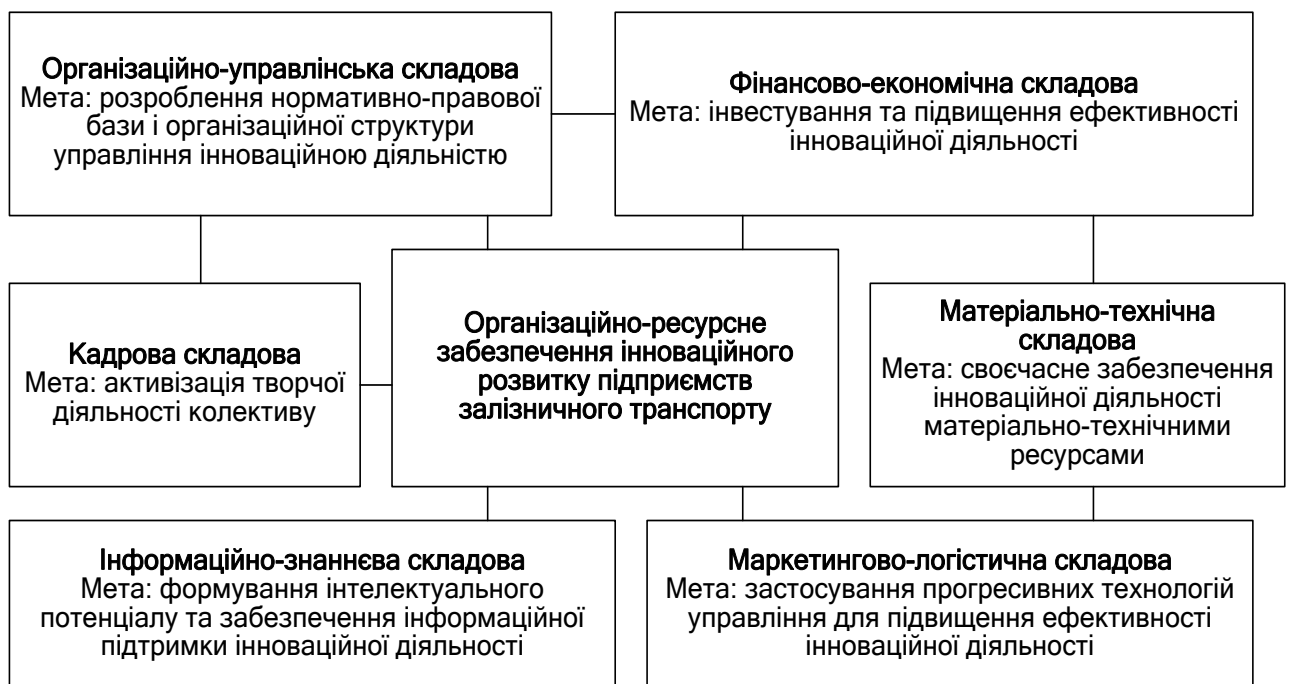 Організаційно-управлінська складова
Мета: розроблення нормативно-правової
бази і організаційної структури
управління інноваційною діяльністю
Фінансово-економічна складова
Мета: інвестування та підвищення ефективності
інноваційної діяльності
Кадрова складова
Мета: активізація творчої
діяльності колективу
Організаційно-ресурсне
забезпечення інноваційного
розвитку підприємств
залізничного транспорту
Матеріально-технічна
складова
Мета: своєчасне забезпечення
інноваційної діяльності
матеріально-технічними
ресурсами
Інформаційно-знаннєва складова
Мета: формування інтелектуального
потенціалу та забезпечення інформаційної
підтримки інноваційної діяльності
Маркетингово-логістична складова
Мета: застосування прогресивних технологій
управління для підвищення ефективності
інноваційної діяльності